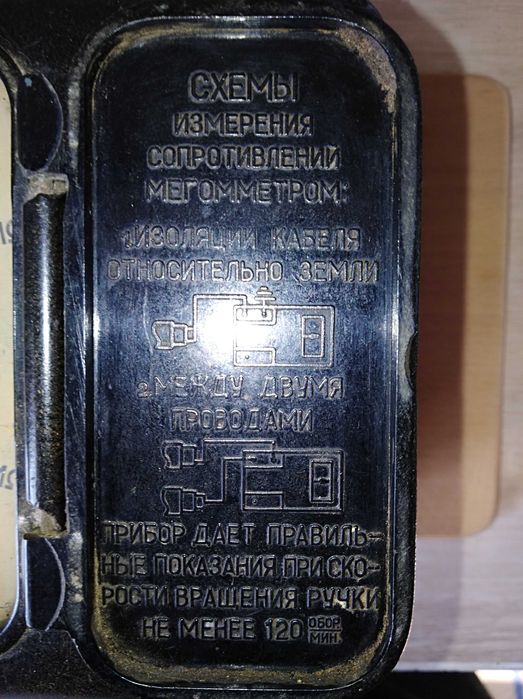 СХЕМЫ
ИЗМЕРЕНИЯ
СОПРОТИВЛЕНИЙ
МЕГОММЕТРОМ:
1.ИЗОЛЯЦИИ КАБЕЛЯ
ОТНОСИТЕЛЬНО ЗЕМЛИ
2.МЕЖДУ ДВУМЯ
ПРОВОДАМИ
ПРИБОР ДАЕТ ПРАВИЛЬ-
НЫЕ ПОКАЗАНИЯ ПРИ СКО-
РОСТИ ВРАЩЕНИЯ РУЧКИ
НЕ МЕНЕЕ 120 ОБОР/МИН.